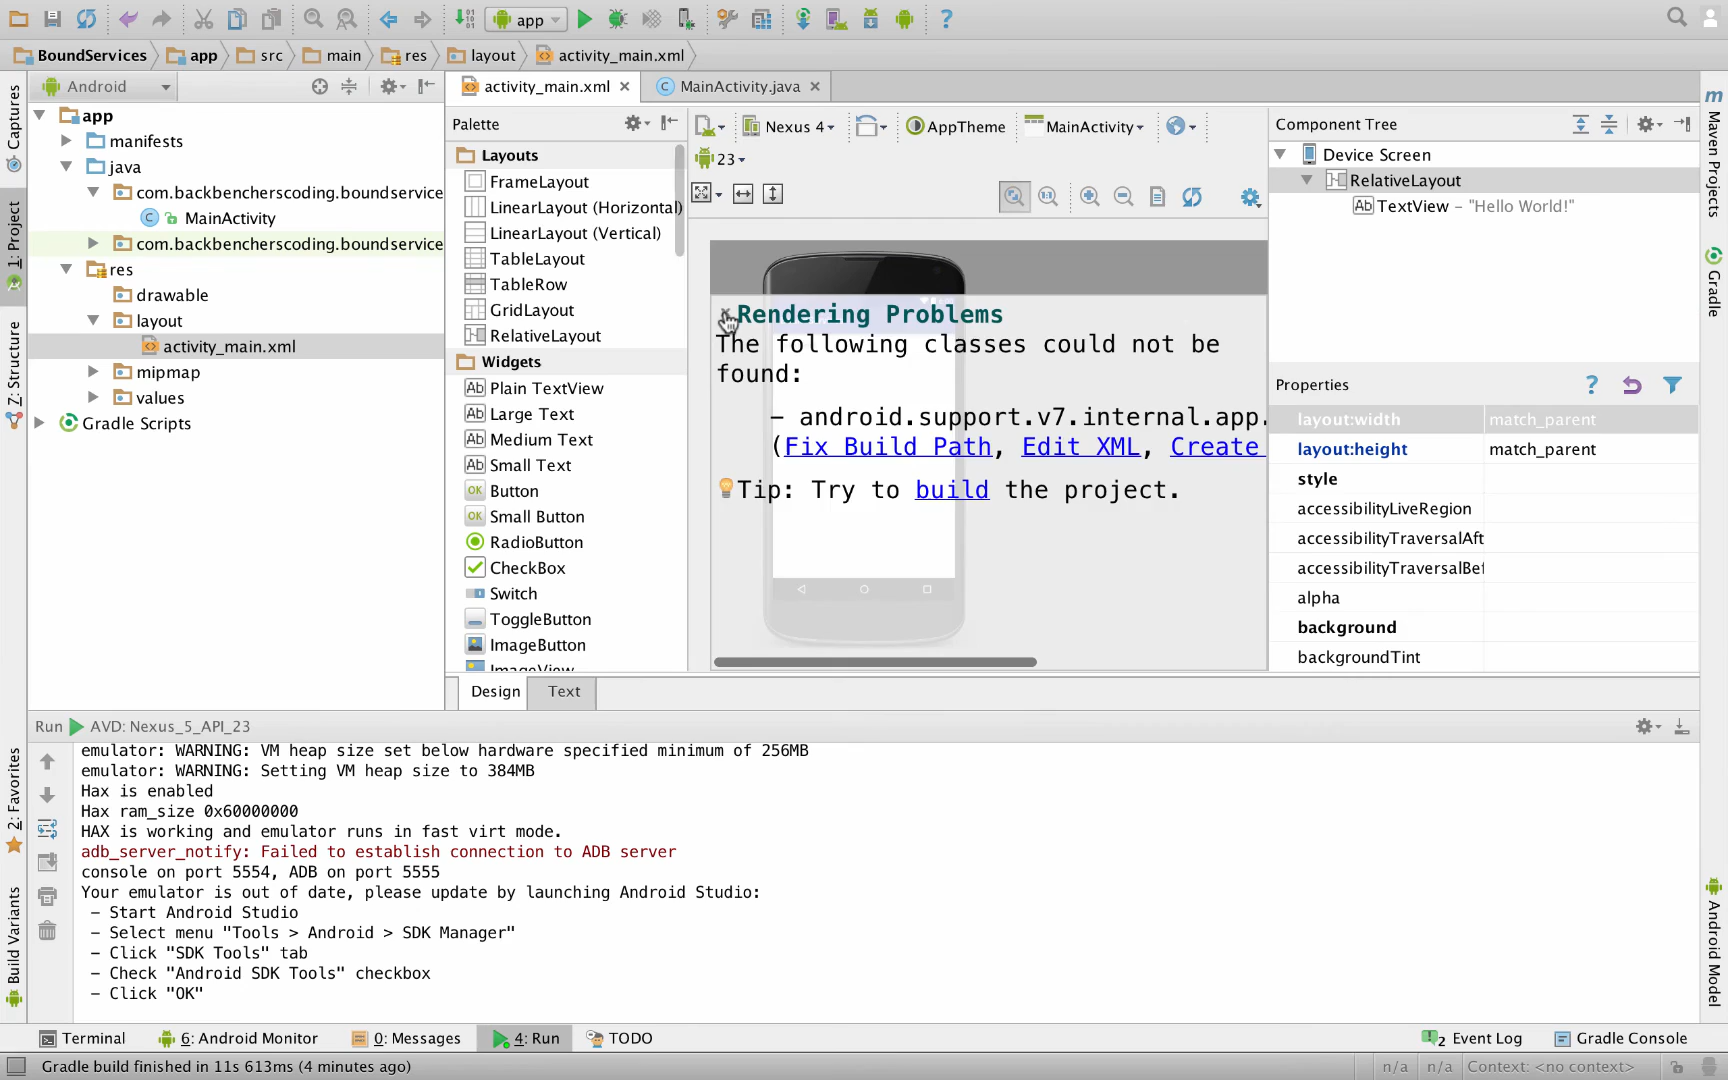 app
BoundServices app src main res layout activity_main.xml
Android
activity_main.xml MainActivity.java
Captures
1: Project
Z: Structure
2: Favorites
Build Variants
app
manifests
java
com.backbencherscoding.boundservice
MainActivity
com.backbencherscoding.boundservice
res
drawable
layout
activity_main.xml
mipmap
values
Gradle Scripts
Palette
Layouts
FrameLayout
LinearLayout (Horizontal)
LinearLayout (Vertical)
TableLayout
TableRow
GridLayout
RelativeLayout
Widgets
Plain TextView
Large Text
Medium Text
Small Text
Button
Small Button
RadioButton
CheckBox
Switch
ToggleButton
ImageButton
ImageView
Nexus 4 AppTheme MainActivity
23
Rendering Problems
The following classes could not be
found:
- android.support.v7.internal.app.
(Fix Build Path, Edit XML, Create
Tip: Try to build the project.
Design Text
Component Tree
Device Screen
RelativeLayout
TextView - "Hello World!"
Properties
layout:width match_parent
layout:height match_parent
style
accessibilityLiveRegion
accessibilityTraversalAft
accessibilityTraversalBef
alpha
background
backgroundTint
Maven Projects
Gradle
Android Model
Run AVD: Nexus_5_API_23
emulator: WARNING: VM heap size set below hardware specified minimum of 256MB
emulator: WARNING: Setting VM heap size to 384MB
Hax is enabled
Hax ram_size 0x60000000
HAX is working and emulator runs in fast virt mode.
adb_server_notify: Failed to establish connection to ADB server
console on port 5554, ADB on port 5555
Your emulator is out of date, please update by launching Android Studio:
- Start Android Studio
- Select menu "Tools > Android > SDK Manager"
- Click "SDK Tools" tab
- Check "Android SDK Tools" checkbox
- Click "OK"
Terminal 6: Android Monitor 0: Messages 4: Run TODO 2 Event Log Gradle Console
Gradle build finished in 11s 613ms (4 minutes ago) n/a n/a Context: <no context>